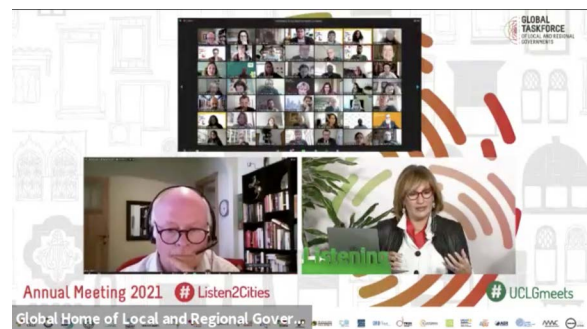 GLOBAL
TASKFORCE
OF LOCAL AND REGIONAL
GOVERNMENTS
Listening
Annual Meeting 2021 # Listen2Cities
# UCLGmeets
Global Home of Local and Regional Gover...